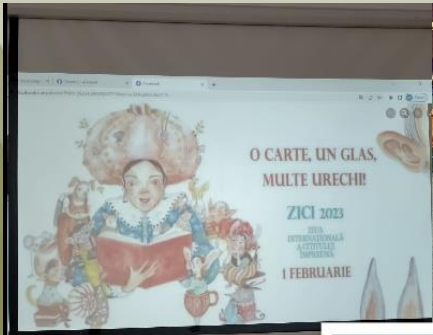 O CARTE, UN GLAS,
MULTE URECHI!
ZICI 2023
ZIUA
INTERNAȚIONALĂ
A CITITULUI
ÎMPREUNĂ
1 FEBRUARIE